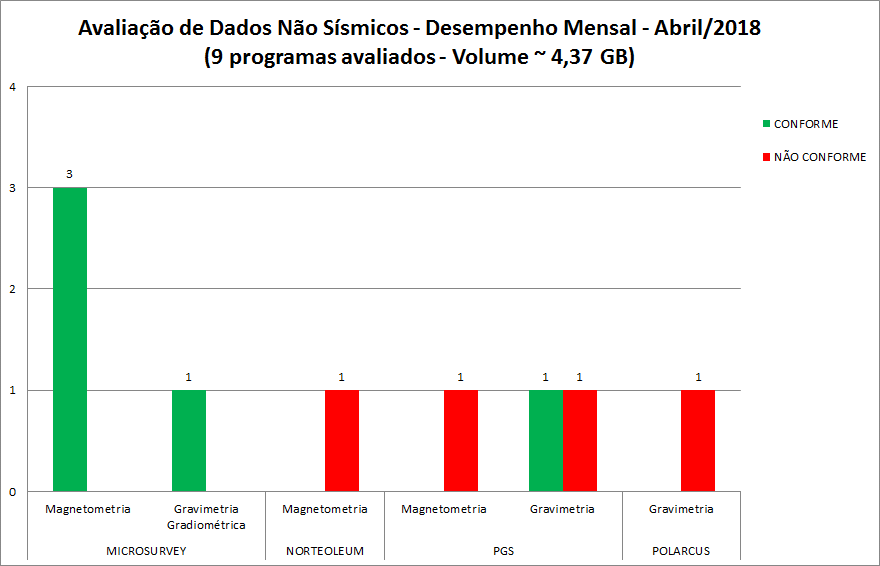 Avaliação de Dados Não Sísmicos - Desempenho Mensal - Abril/2018
(9 programas avaliados - Volume ~ 4,37 GB)
4
3
2
1
0
3
1
1
1
1
1
1
CONFORME
NÃO CONFORME
Magnetometria
Gravimetria
Gradiométrica
Magnetometria
Magnetometria
Gravimetria
Gravimetria
MICROSURVEY
NORTEOLEUM
PGS
POLARCUS